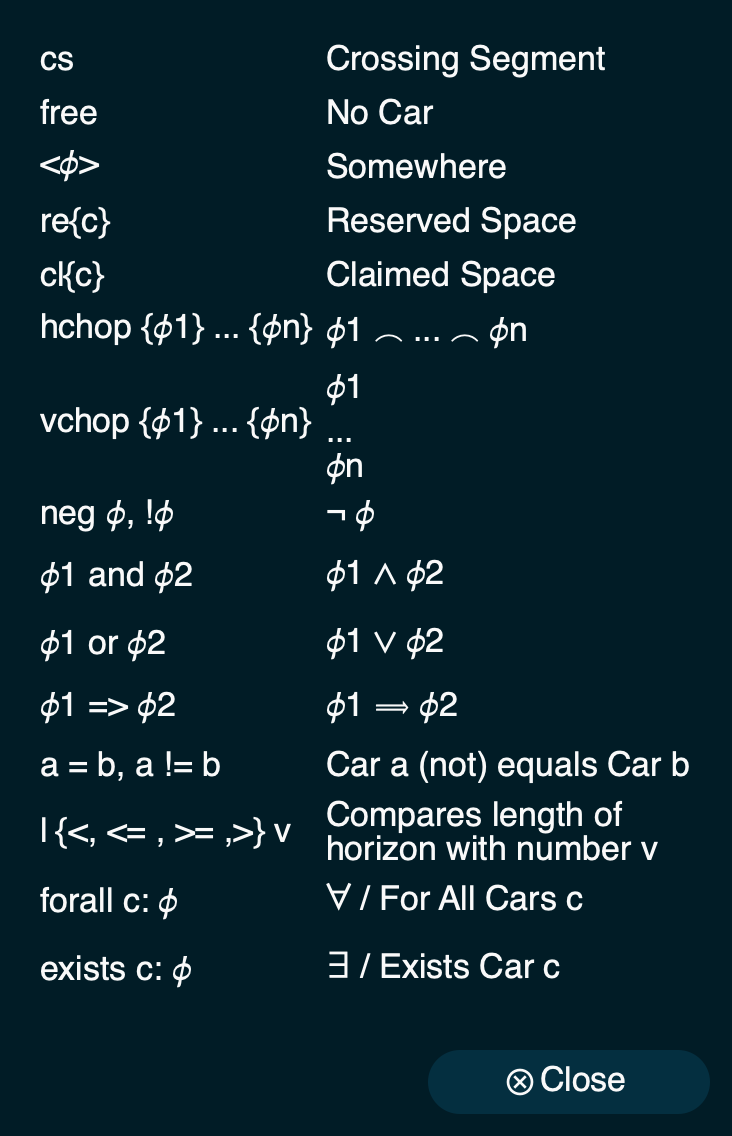 cs Crossing Segment
free No Car
<ϕ> Somewhere
re{c} Reserved Space
cl{c} Claimed Space
hchop {ϕ1} ... {ϕn} ϕ1 ⌢ ... ⌢ ϕn
vchop {ϕ1} ... {ϕn} ϕ1
...
ϕn
neg ϕ, !ϕ ¬ ϕ
ϕ1 and ϕ2 ϕ1 ∧ ϕ2
ϕ1 or ϕ2 ϕ1 ∨ ϕ2
ϕ1 => ϕ2 ϕ1 ⟹ ϕ2
a = b, a != b Car a (not) equals Car b
l {<, <= , >= ,>} v Compares length of
horizon with number v
forall c: ϕ ∀ / For All Cars c
exists c: ϕ ∃ / Exists Car c
⊗ Close